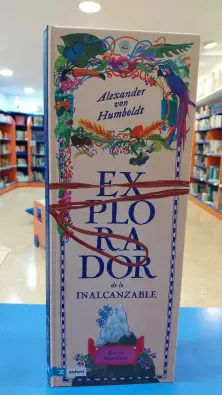 Alexander
von
Humboldt
EX
PLO
RA
DOR
de lo
INALCANZABLE